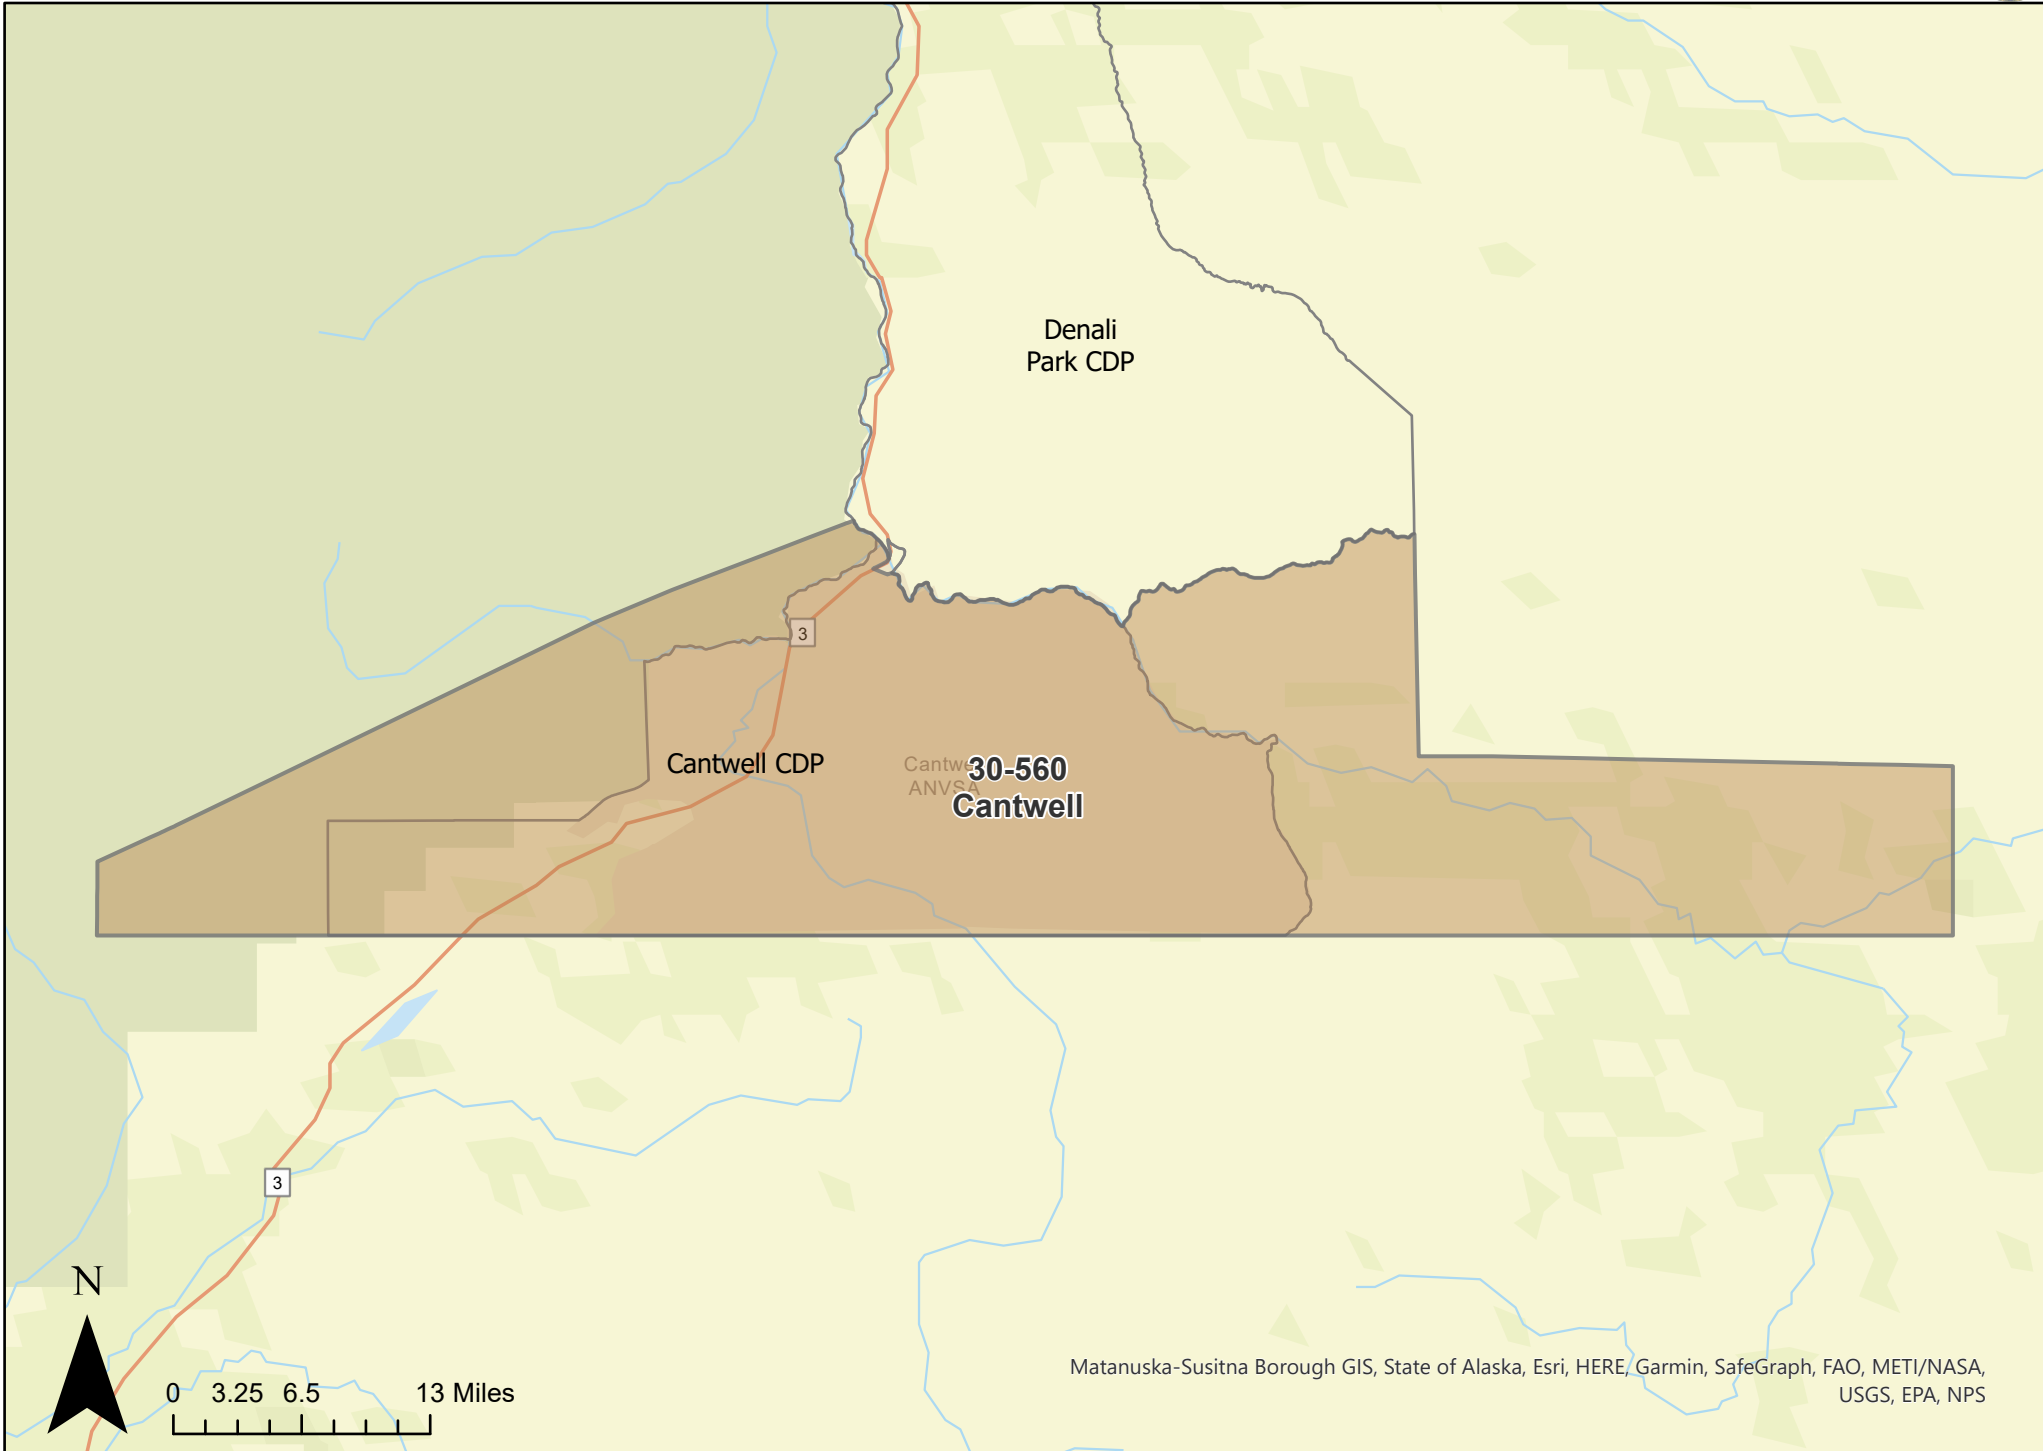 Denali
Park CDP
3
Cantwell CDP
ANVSA
30-560
Cantwell
3
N
0 3.25 6.5 13 Miles
Matanuska-Susitna Borough GIS, State of Alaska, Esri, HERE, Garmin, SafeGraph, FAO, METI/NASA,
USGS, EPA, NPS